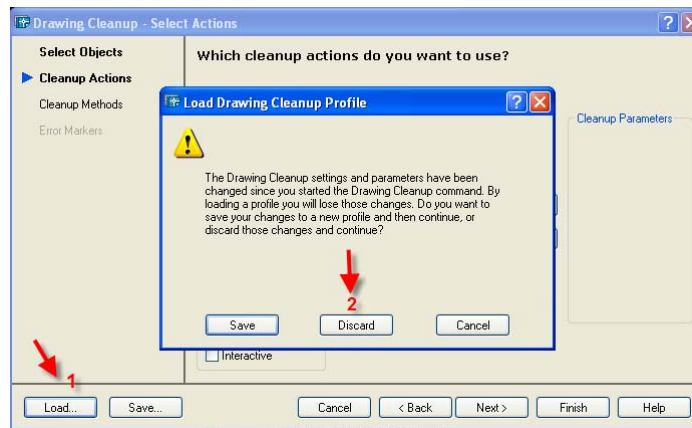 Drawing Cleanup - Select Actions
Select Objects
Cleanup Actions
Cleanup Methods
Error Markers
Which cleanup actions do you want to use?
Cleanup Parameters
Load Drawing Cleanup Profile
The Drawing Cleanup settings and parameters have been
changed since you started the Drawing Cleanup command. By
loading a profile you will lose those changes. Do you want to
save your changes to a new profile and then continue, or
discard those changes and continue?
2
Save Discard Cancel
Interactive
1
Load... Save... Cancel < Back Next > Finish Help